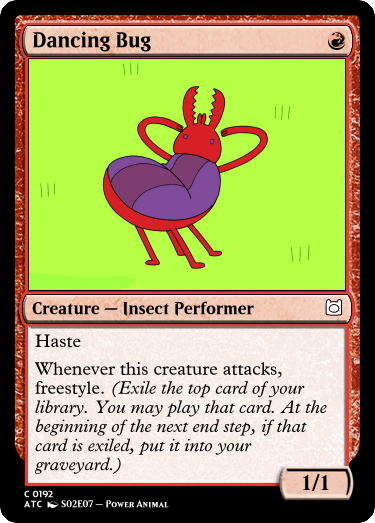 Dancing Bug
Creature — Insect Performer
Haste
Whenever this creature attacks,
freestyle. (Exile the top card of your
library. You may play that card. At the
beginning of the next end step, if that
card is exiled, put it into your
graveyard.)
1/1
C 0192
ATC S02E07 — Power Animal